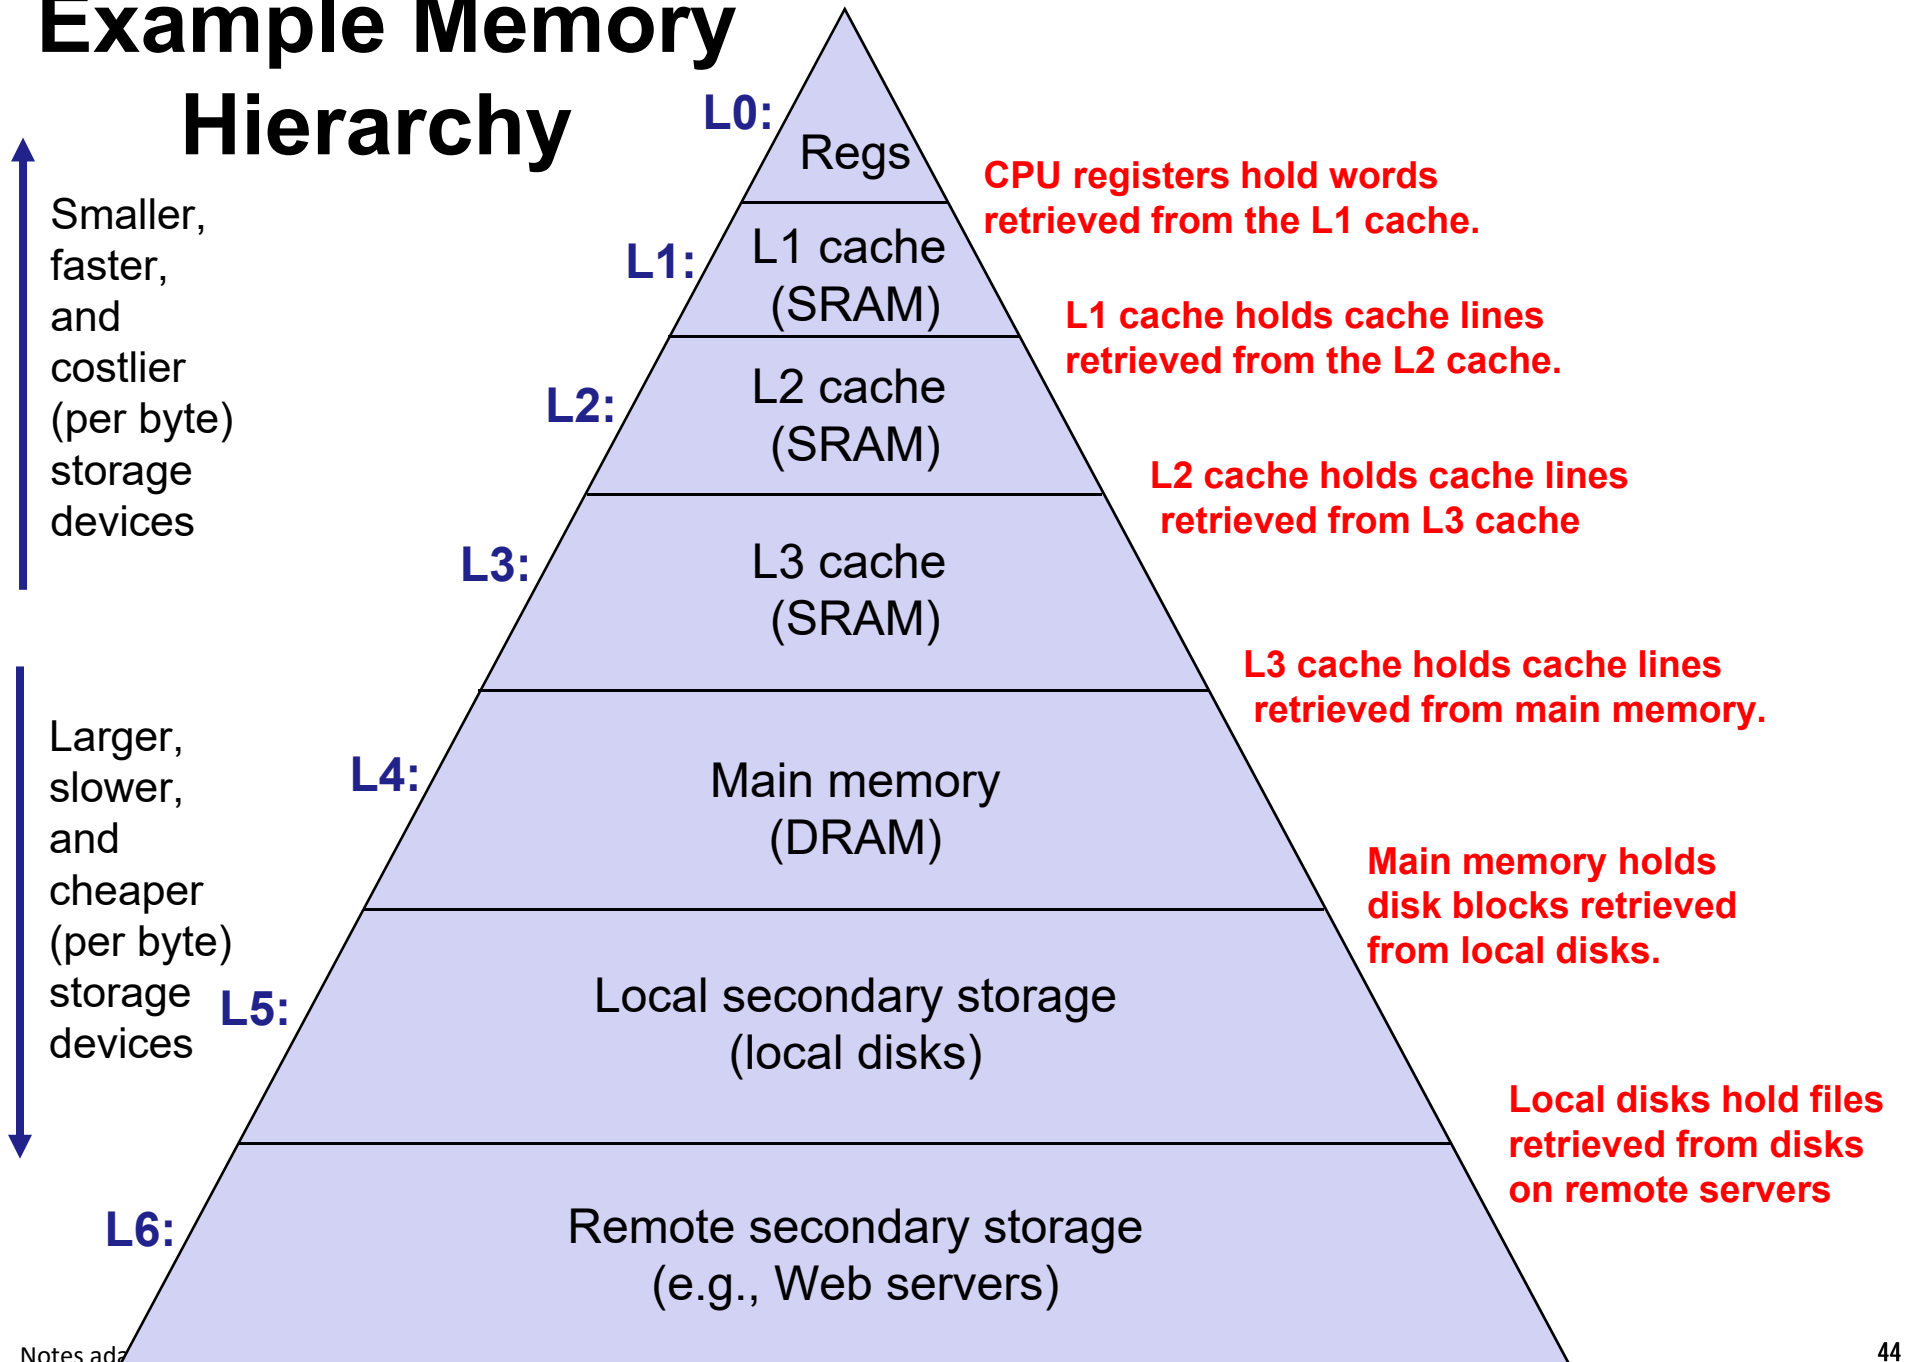 Example Memory
Hierarchy
Smaller,
faster,
and
costlier
(per byte)
storage
devices
Larger,
slower,
and
cheaper
(per byte)
storage
devices
L0:
Regs
CPU registers hold words
retrieved from the L1 cache.
L1:
L1 cache
(SRAM)
L1 cache holds cache lines
retrieved from the L2 cache.
L2:
L2 cache
(SRAM)
L2 cache holds cache lines
retrieved from L3 cache
L3:
L3 cache
(SRAM)
L3 cache holds cache lines
retrieved from main memory.
L4:
Main memory
(DRAM)
Main memory holds
disk blocks retrieved
from local disks.
L5:
Local secondary storage
(local disks)
Local disks hold files
retrieved from disks
on remote servers
L6:
Remote secondary storage
(e.g., Web servers)
Notes
44